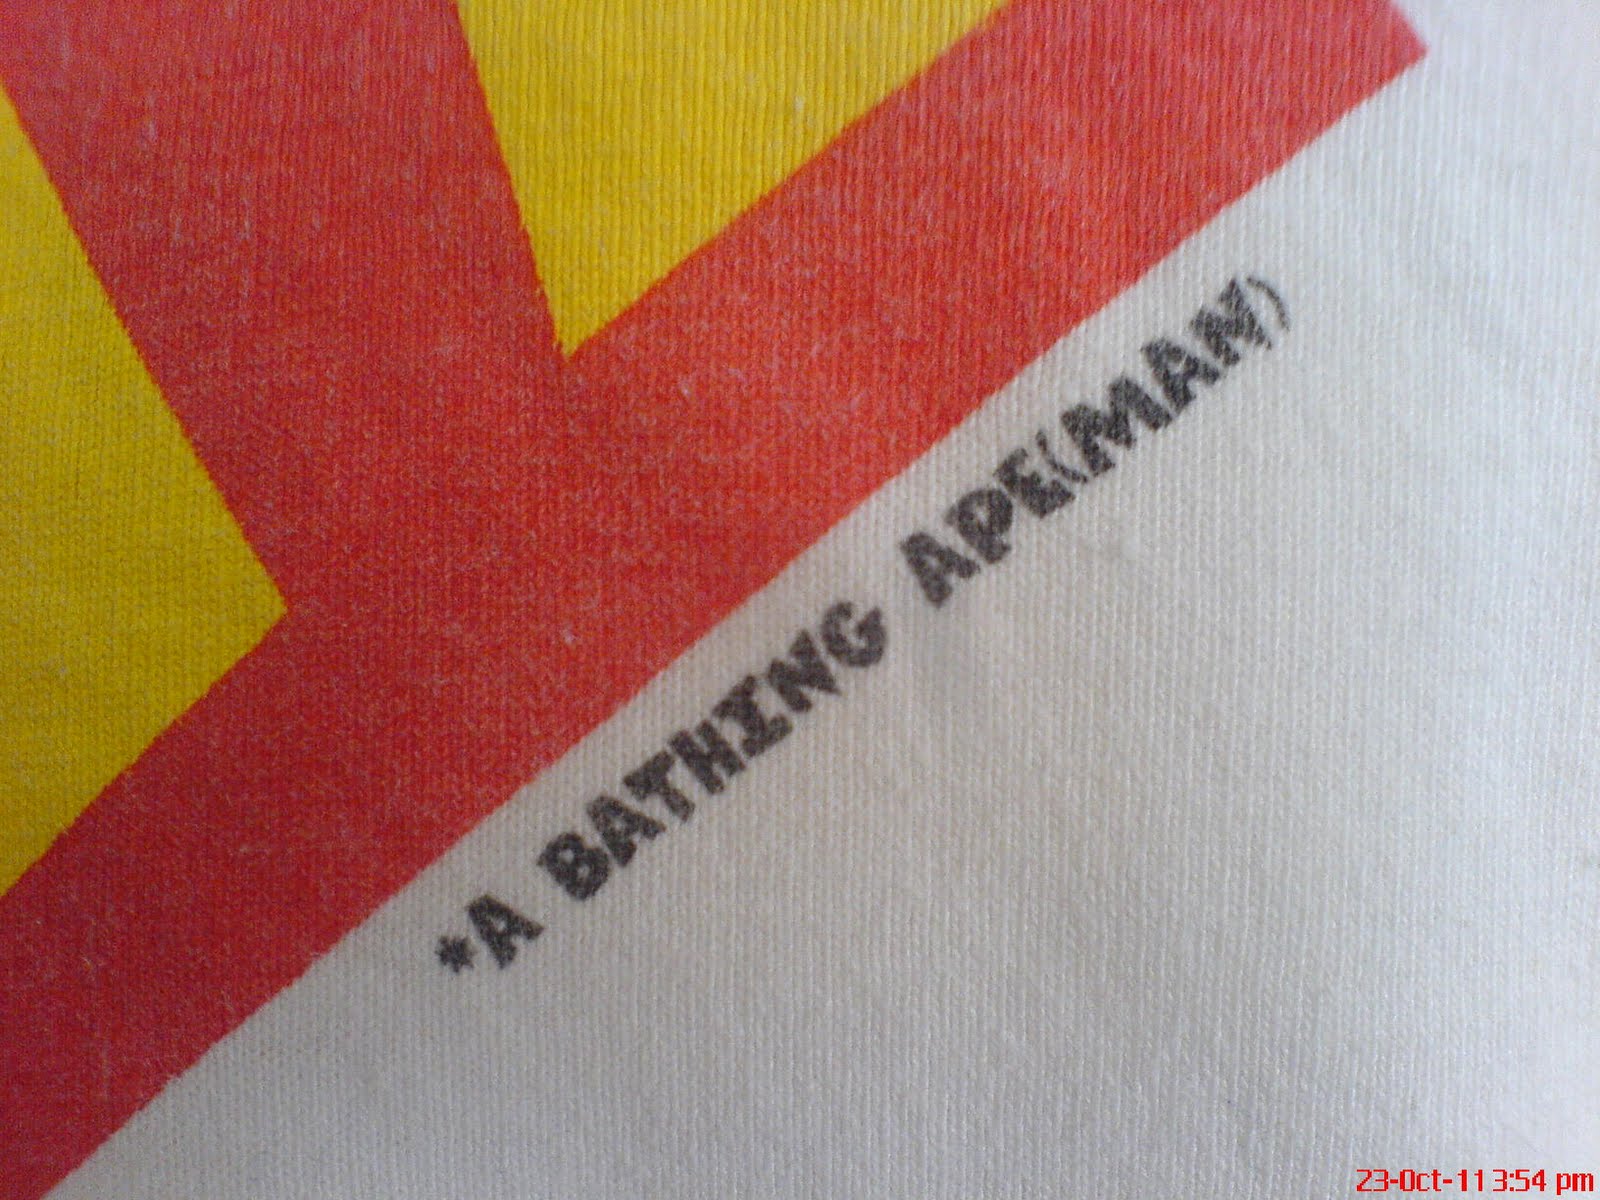 *A BATHING APE(MAN)
23-Oct-11 3:54 pm